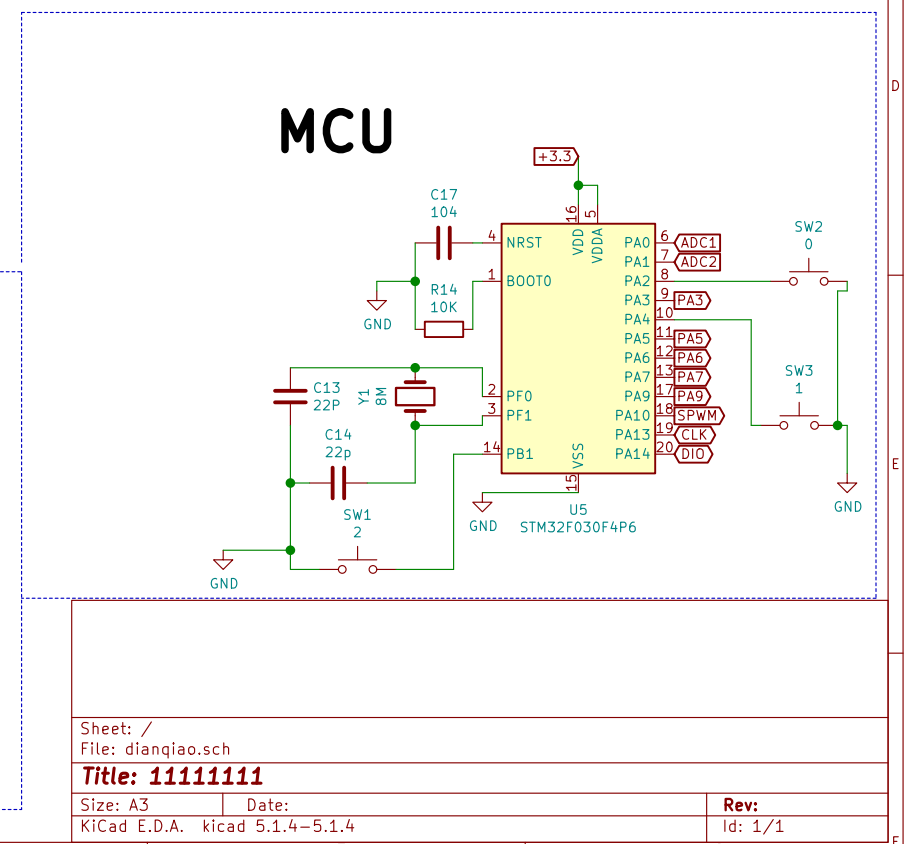 D
MCU
+3.3
C17
104
16
VDD
5
VDDA
4 NRST
1 BOOT0
R14
10K
GND
PA0 6 ADC1
PA1 7 ADC2
PA2 8
PA3 9 PA3
PA4 10
PA5 11 PA5
PA6 12 PA6
PA7 13 PA7
PA9 17 PA9
PA10 18 SPWM
PA13 19 CLK
PA14 20 DIO
SW2
0
SW3
1
C13
22P
Y1
8M
2 PF0
3 PF1
14 PB1
C14
22p
SW1
2
GND
VSS
15
GND
U5
STM32F030F4P6
GND
E
Sheet: /
File: dianqiao.sch
Title: 11111111
Size: A3 Date: Rev:
KiCad E.D.A. kicad 5.1.4-5.1.4 Id: 1/1